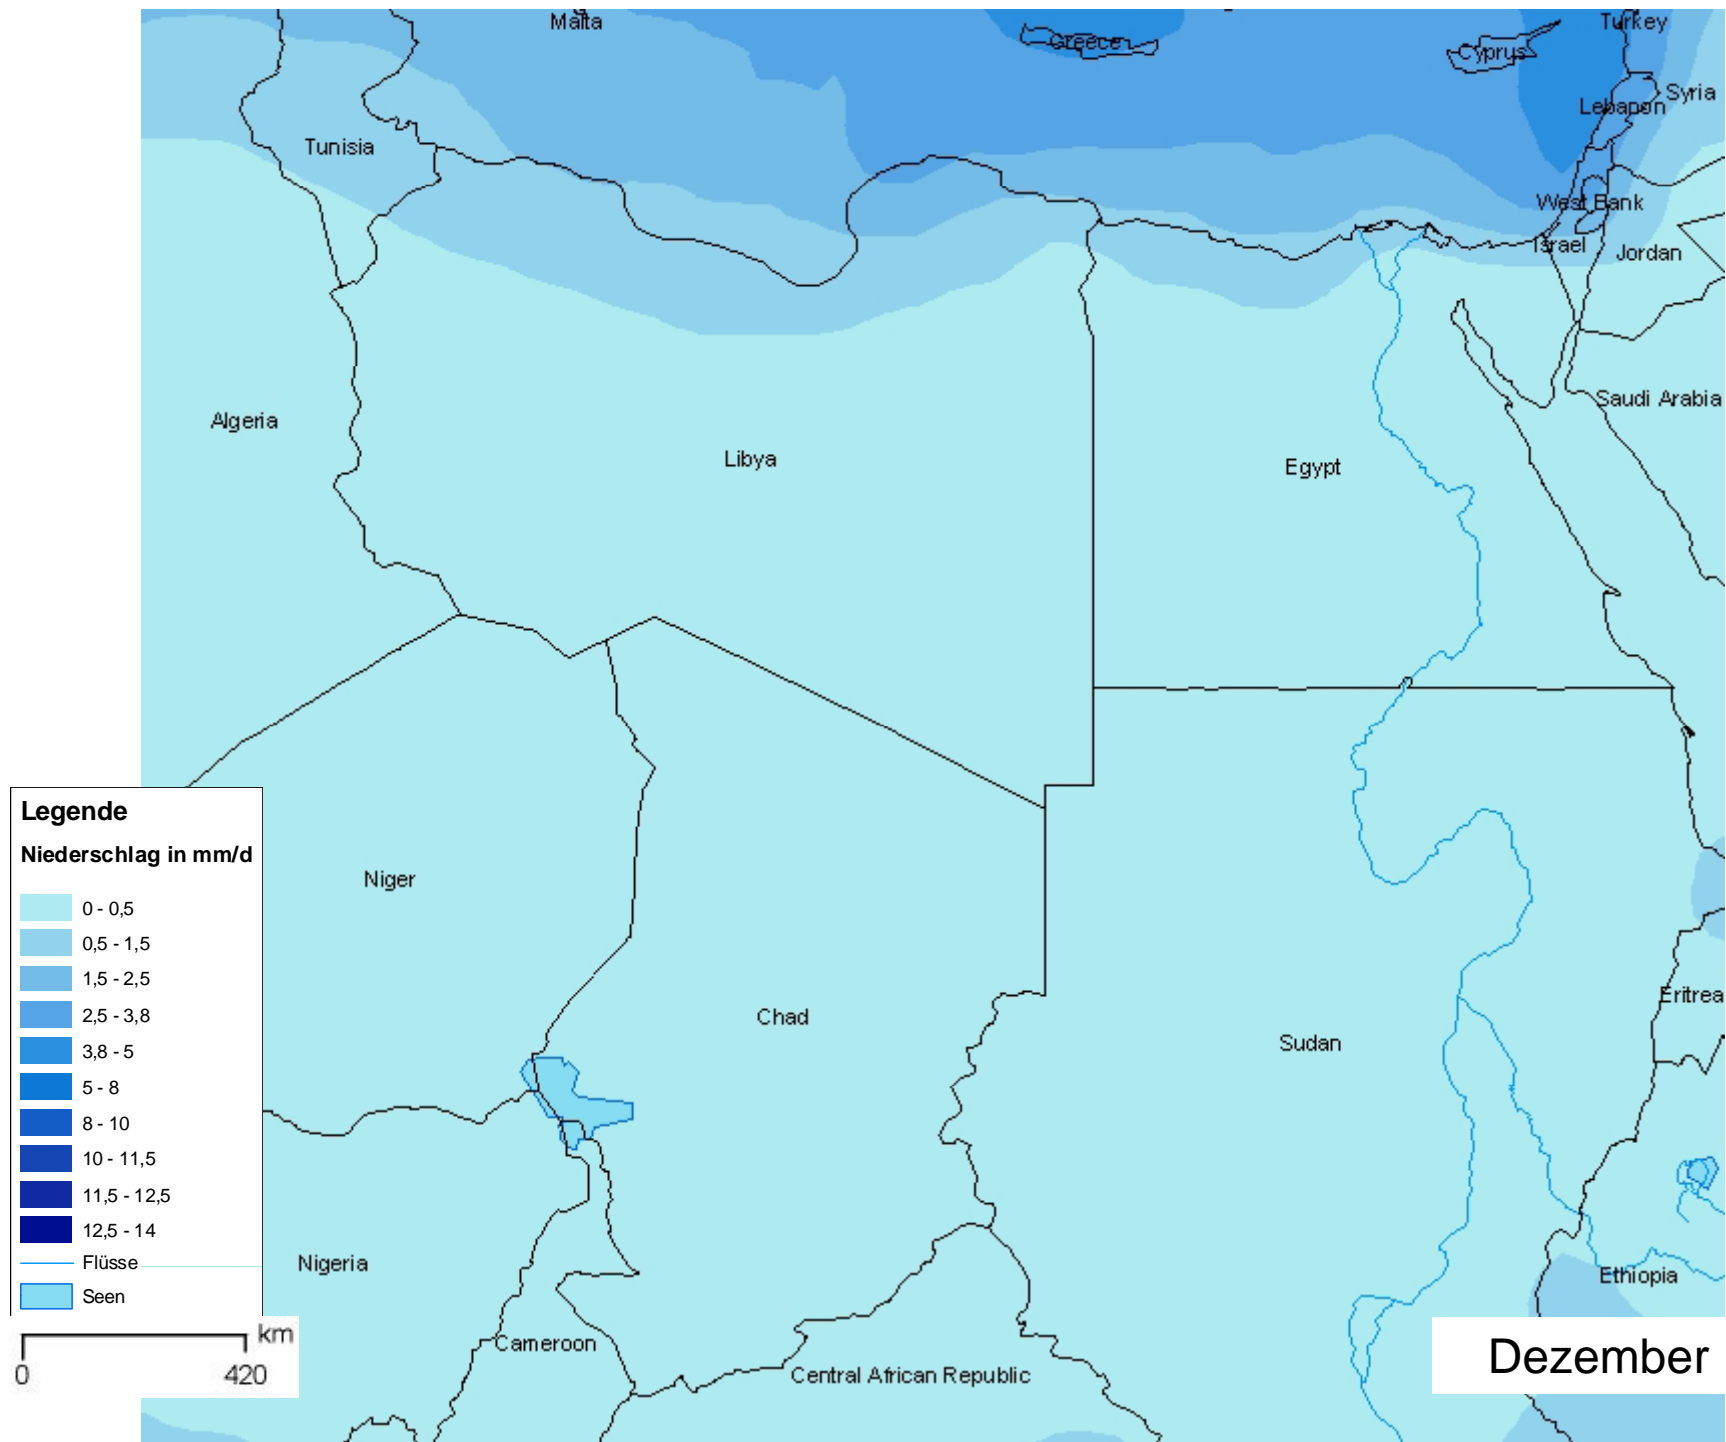 Malta
Greece
Turkey
Cyprus
Syria
Lebanon
Tunisia
West Bank
Israel
Jordan
Saudi Arabia
Algeria
Libya
Egypt
Legende
Niederschlag in mm/d
0 - 0,5
0,5 - 1,5
1,5 - 2,5
2,5 - 3,8
3,8 - 5
5 - 8
8 - 10
10 - 11,5
11,5 - 12,5
12,5 - 14
Flüsse
Seen
km
0 420
Niger
Chad
Sudan
Eritrea
Nigeria
Ethiopia
Cameroon
Central African Republic
Dezember